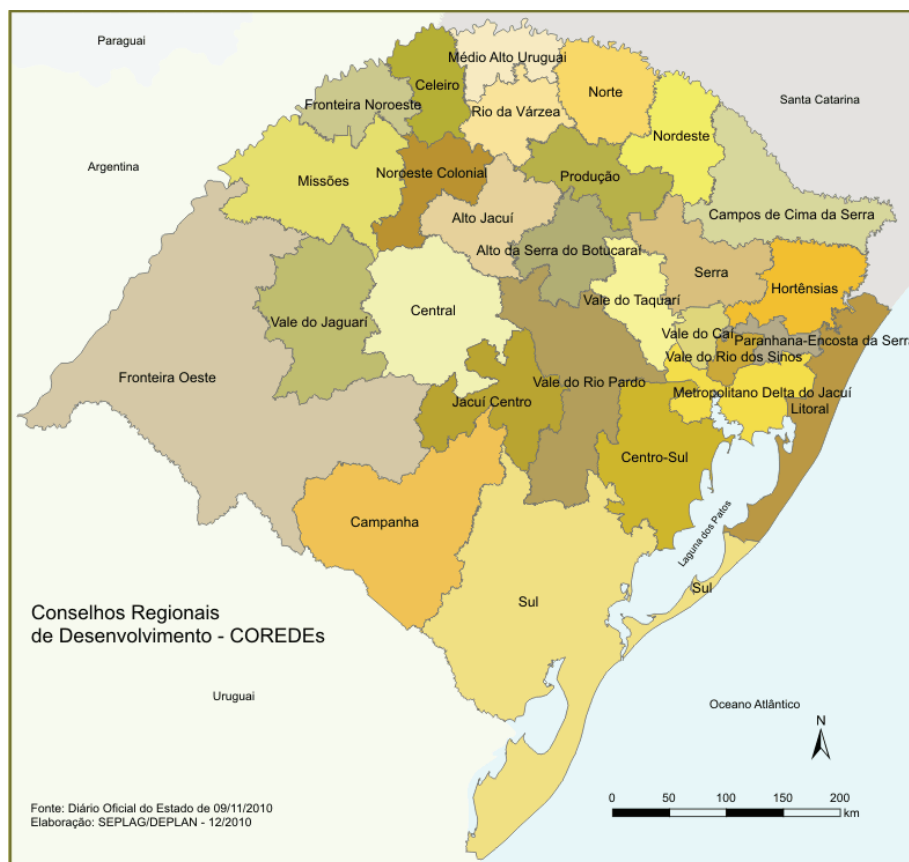 Paraguai
Médio Alto Uruguai
Celeiro
Norte
Santa Catarina
Fronteira Noroeste
Rio da Várzea
Nordeste
Argentina
Noroeste Colonial
Produção
Missões
Alto Jacuí
Campos de Cima da Serra
Alto da Serra do Botucaraí
Serra
Hortênsias
Vale do Taquarí
Central
Vale do Jaguarí
Vale do Caí
Paranhana-Encosta da Serra
Vale do Rio dos Sinos
Fronteira Oeste
Vale do Rio Pardo
Metropolitano Delta do Jacuí
Jacuí Centro
Litoral
Centro-Sul
Campanha
Laguna dos Patos
Sul
Sul
Conselhos Regionais
de Desenvolvimento - COREDEs
Uruguai
Oceano Atlântico
N
Fonte: Diário Oficial do Estado de 09/11/2010
Elaboração: SEPLAG/DEPLAN - 12/2010
0 50 100 150 200
km